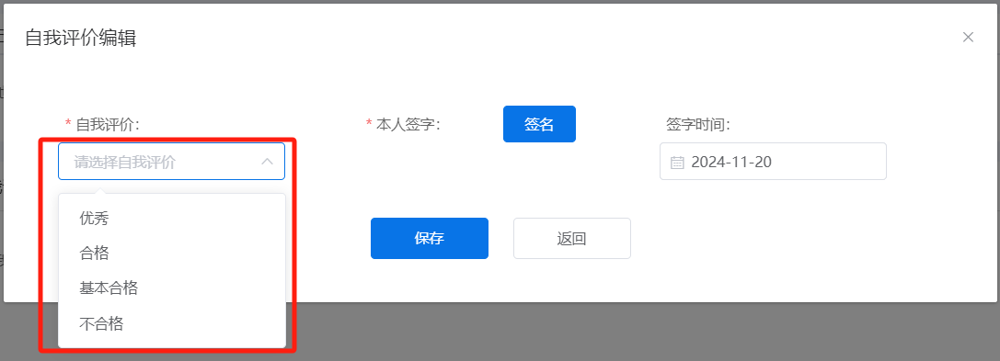 自我评价编辑
* 自我评价：
* 本人签字：
签名
签字时间：
请选择自我评价
2024-11-20
优秀
合格
基本合格
不合格
保存
返回